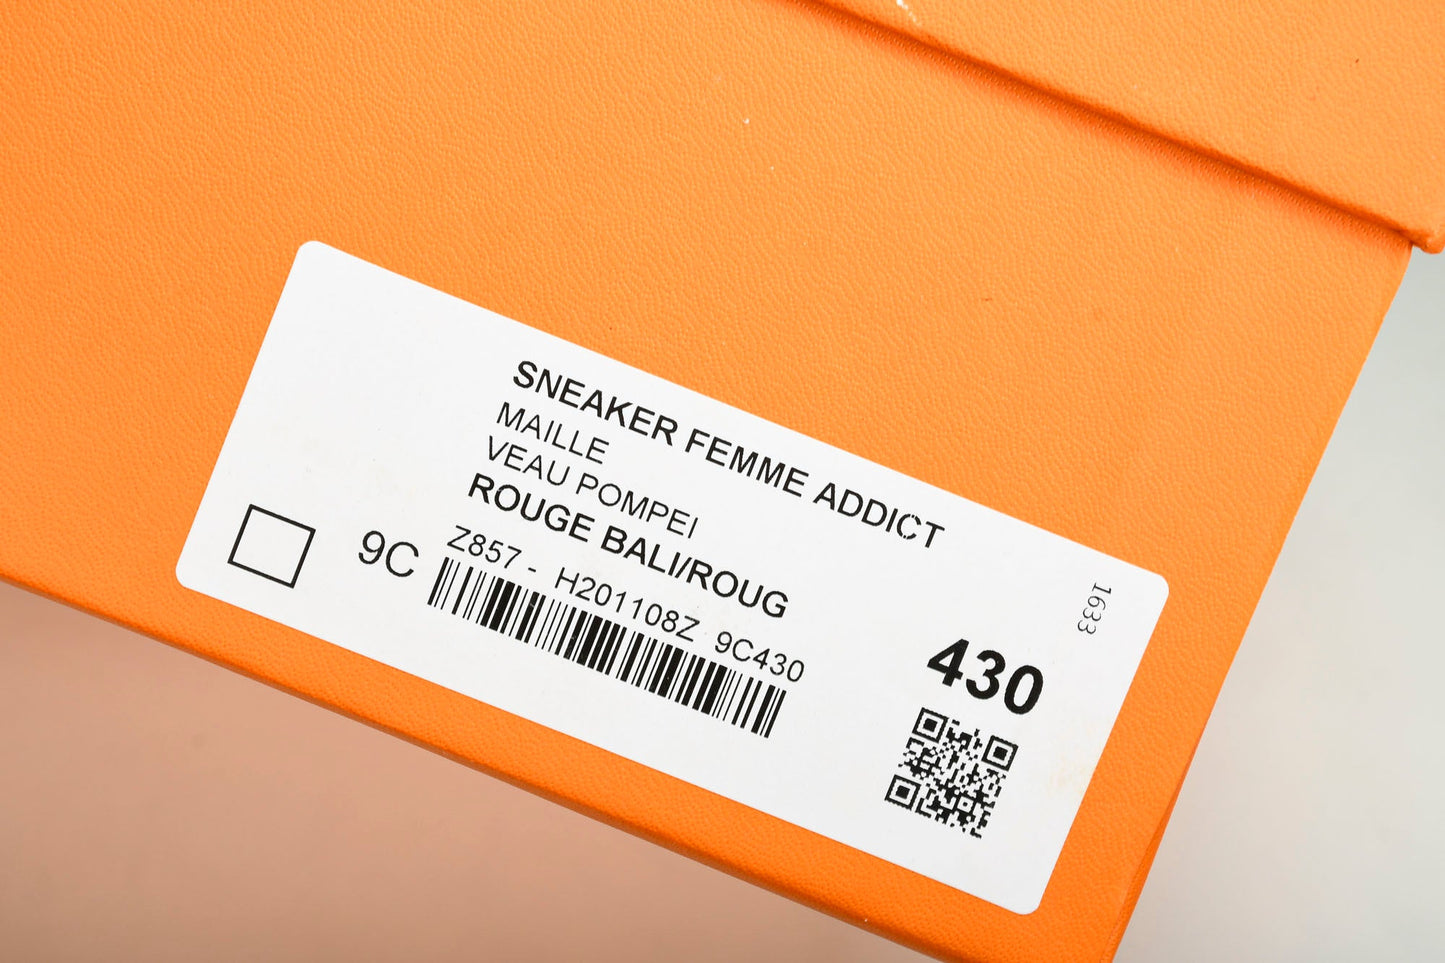 SNEAKER FEMME ADDICT
MAILLE
VEAU POMPEI
ROUGE BALI/ROUG
Z857 - H201108Z 9C430
9C
1633
430